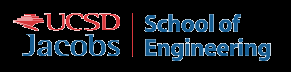 UCSD
Jacobs
School of
Engineering